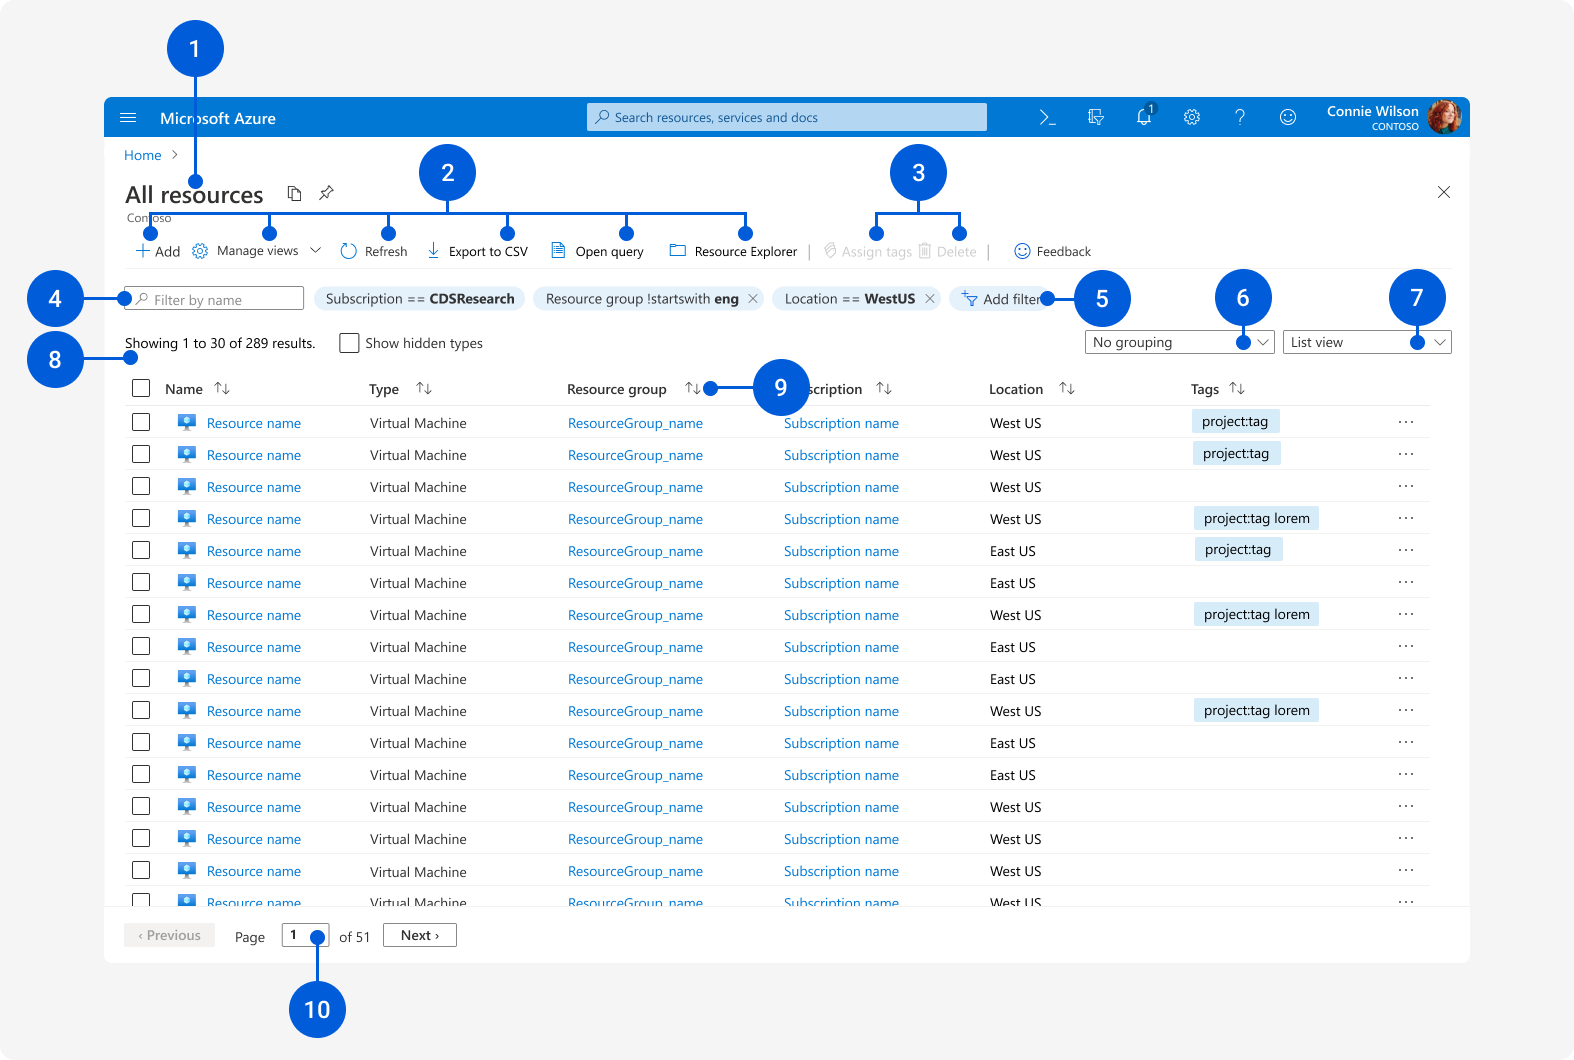 1
Microsoft Azure
Search resources, services and docs
1
Connie Wilson
CONTOSO
Home
2
3
All resources
Contoso
Add Manage views Refresh Export to CSV Open query Resource Explorer | Assign tags Delete | Feedback
4
Filter by name
Subscription == CDSResearch
Resource group !startswith eng
Location == WestUS
Add filter
5
6
7
8
Showing 1 to 30 of 289 results.
Show hidden types
No grouping
List view
Name Type Resource group 9 scription Location Tags
Resource name Virtual Machine ResourceGroup_name Subscription name West US project:tag ...
Resource name Virtual Machine ResourceGroup_name Subscription name West US project:tag ...
Resource name Virtual Machine ResourceGroup_name Subscription name West US ...
Resource name Virtual Machine ResourceGroup_name Subscription name West US project:tag lorem ...
Resource name Virtual Machine ResourceGroup_name Subscription name East US project:tag ...
Resource name Virtual Machine ResourceGroup_name Subscription name East US ...
Resource name Virtual Machine ResourceGroup_name Subscription name West US project:tag lorem ...
Resource name Virtual Machine ResourceGroup_name Subscription name East US ...
Resource name Virtual Machine ResourceGroup_name Subscription name East US ...
Resource name Virtual Machine ResourceGroup_name Subscription name West US project:tag lorem ...
Resource name Virtual Machine ResourceGroup_name Subscription name East US ...
Resource name Virtual Machine ResourceGroup_name Subscription name East US ...
Resource name Virtual Machine ResourceGroup_name Subscription name West US ...
Resource name Virtual Machine ResourceGroup_name Subscription name West US ...
Resource name Virtual Machine ResourceGroup_name Subscription name West US ...
Resource name Virtual Machine ResourceGroup_name Subscription name West US ...
‹ Previous Page 1 of 51 Next ›
10